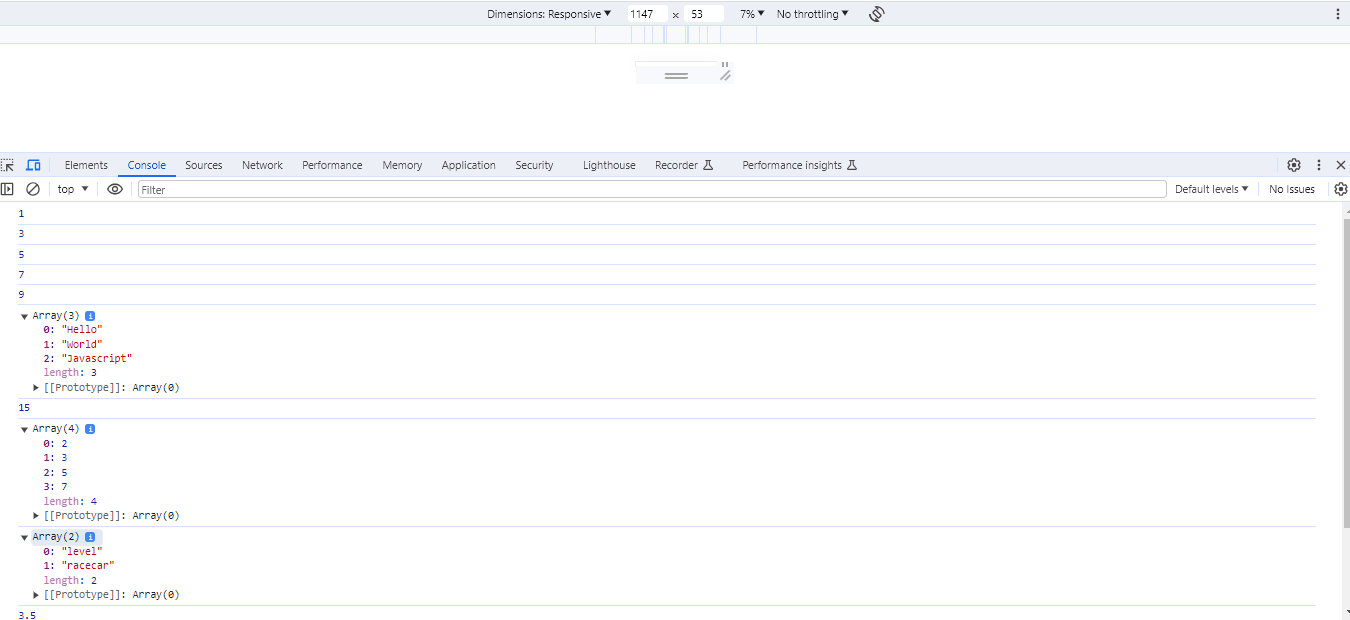 Dimensions: Responsive ▼ 1147 × 53 7% ▼ No throttling ▼
Elements Console Sources Network Performance Memory Application Security Lighthouse Recorder Performance insights
top ▼ Filter Default levels ▼ No Issues
1
3
5
7
9
▼ Array(3) i
0: "Hello"
1: "World"
2: "Javascript"
length: 3
▶ [[Prototype]]: Array(0)
15
▼ Array(4) i
0: 2
1: 3
2: 5
3: 7
length: 4
▶ [[Prototype]]: Array(0)
▼ Array(2) i
0: "level"
1: "racecar"
length: 2
▶ [[Prototype]]: Array(0)
3.5